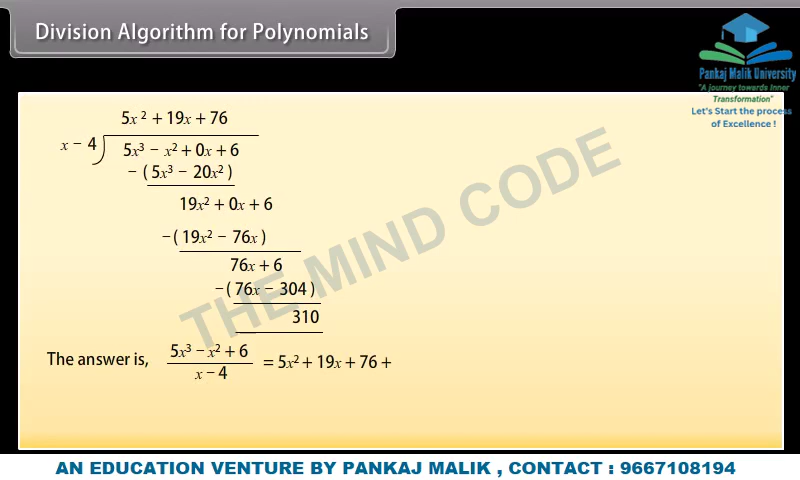 Division Algorithm for Polynomials
Pankaj Malik University
"A journey towards Inner
Transformation"
Let's Start the process
of Excellence !
5x² + 19x + 76
x − 4 ) 5x³ − x² + 0x + 6
− ( 5x³ − 20x² )
19x² + 0x + 6
− ( 19x² − 76x )
76x + 6
− ( 76x − 304 )
310
The answer is, (5x³ − x² + 6) / (x − 4) = 5x² + 19x + 76 +
THE MIND CODE
AN EDUCATION VENTURE BY PANKAJ MALIK , CONTACT : 9667108194